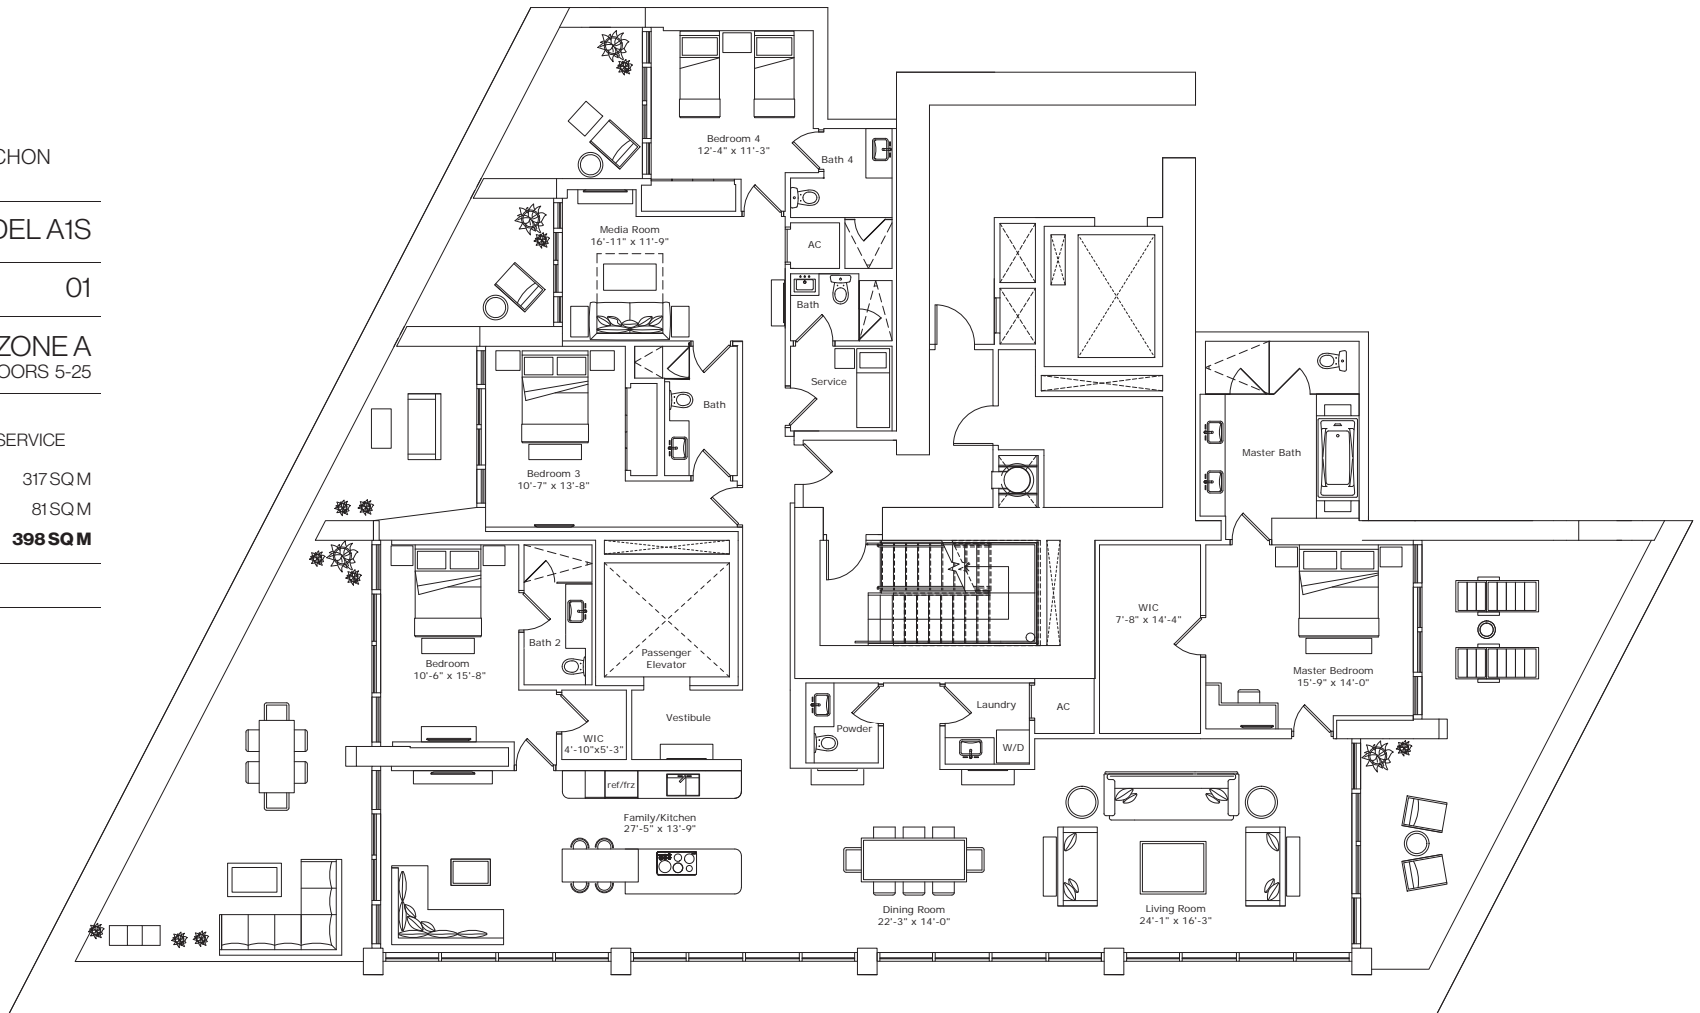 CHON
DEL A1S
01
ZONE A
OORS 5-25
SERVICE
317 SQ M
81 SQ M
398 SQ M
Bedroom 4
12'-4" x 11'-3"
Bath 4
Media Room
16'-11" x 11'-9"
AC
Bath
Service
Bath
Bedroom 3
10'-7" x 13'-8"
Master Bath
Bedroom
10'-6" x 15'-8"
Bath 2
Passenger
Elevator
WIC
7'-8" x 14'-4"
Master Bedroom
15'-9" x 14'-0"
Vestibule
WIC
4'-10"x5'-3"
Powder
Laundry
AC
W/D
ref/frz
Family/Kitchen
27'-5" x 13'-9"
Dining Room
22'-3" x 14'-0"
Living Room
24'-1" x 16'-3"